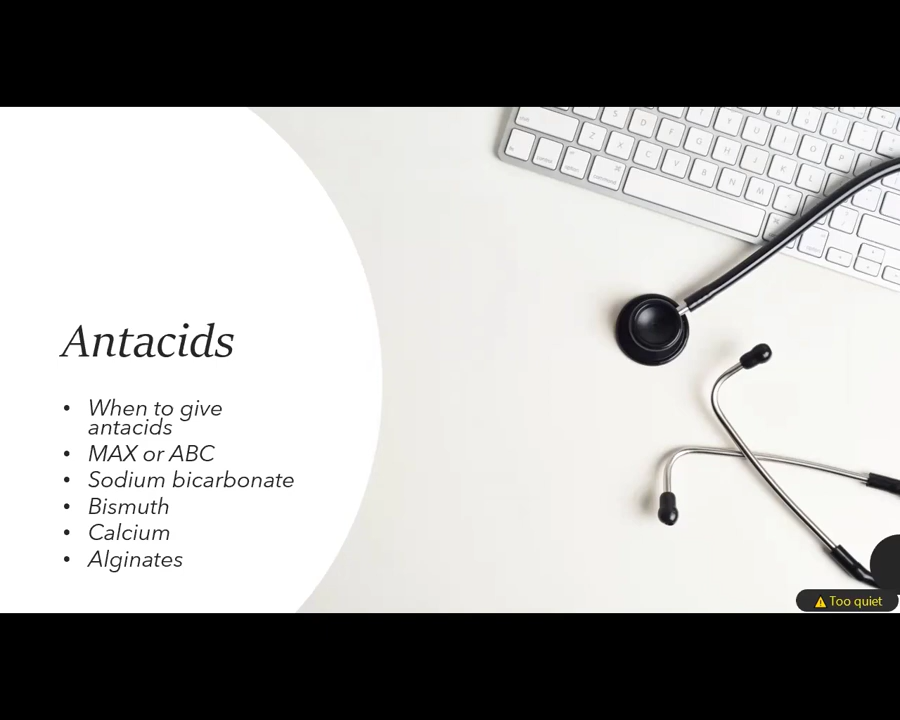 Antacids
• When to give
antacids
• MAX or ABC
• Sodium bicarbonate
• Bismuth
• Calcium
• Alginates
⚠ Too quiet